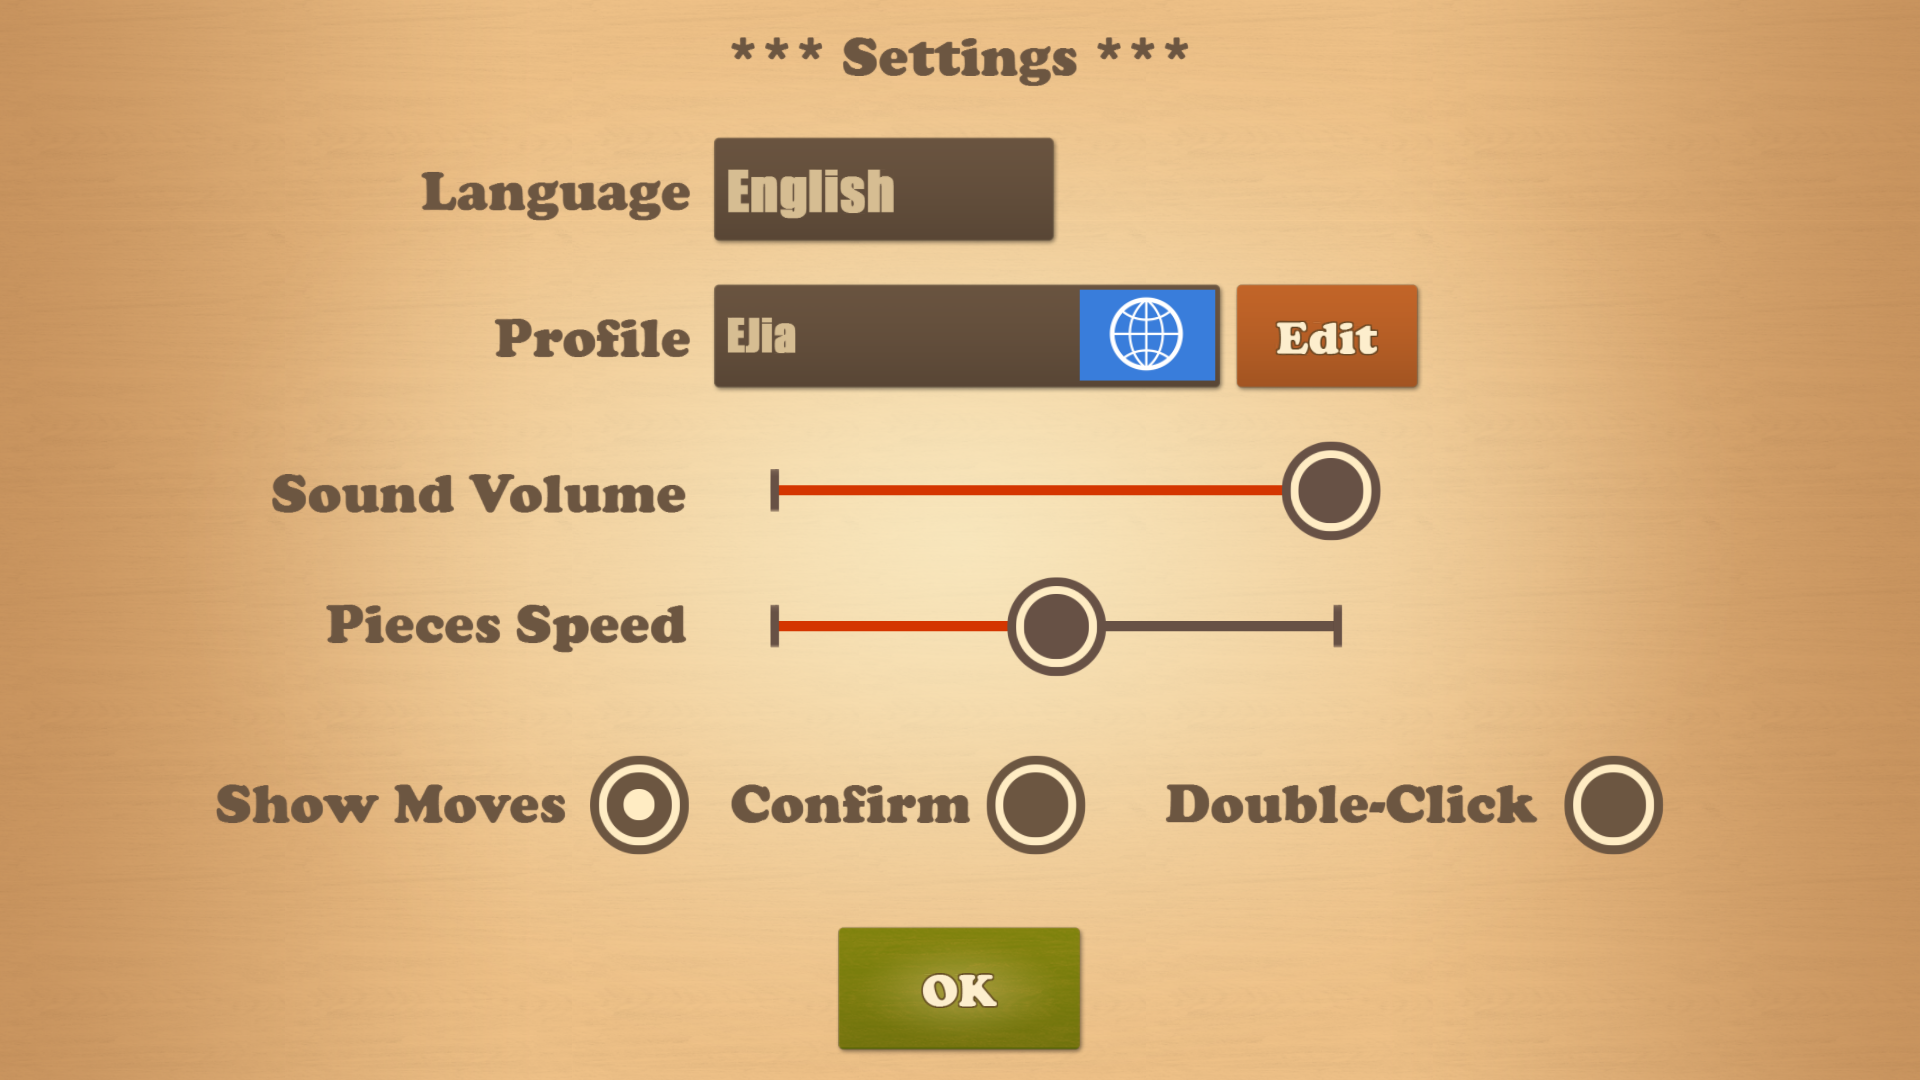 *** Settings ***
Language English
Profile EJia Edit
Sound Volume
Pieces Speed
Show Moves Confirm Double-Click
OK